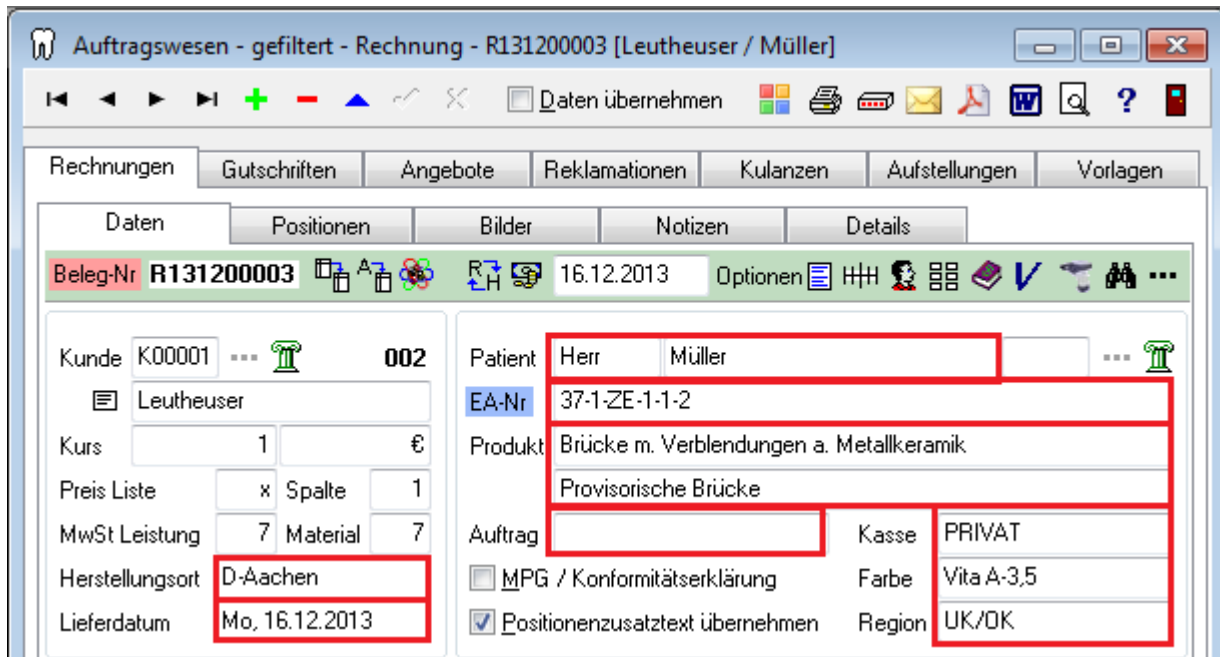 Auftragswesen - gefiltert - Rechnung - R131200003 [Leutheuser / Müller]
Daten übernehmen W ?
Rechnungen Gutschriften Angebote Reklamationen Kulanzen Aufstellungen Vorlagen
Daten Positionen Bilder Notizen Details
Beleg-Nr R131200003 A R H 16.12.2013 Optionen V
Kunde K00001 ... 002
Leutheuser
Kurs 1 €
Preis Liste x Spalte 1
MwSt Leistung 7 Material 7
Herstellungsort D-Aachen
Lieferdatum Mo, 16.12.2013
Patient Herr Müller ...
EA-Nr 37-1-ZE-1-1-2
Produkt Brücke m. Verblendungen a. Metallkeramik
Provisorische Brücke
Auftrag Kasse PRIVAT
MPG / Konformitätserklärung Farbe Vita A-3,5
Positionenzusatztext übernehmen Region UK/OK